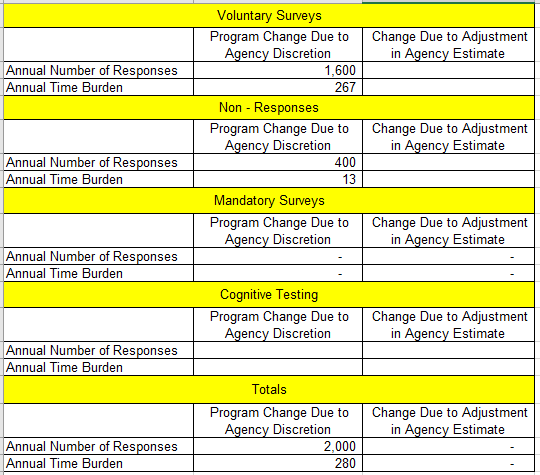 Voluntary Surveys
Program Change Due to Change Due to Adjustment
Agency Discretion in Agency Estimate
Annual Number of Responses 1,600
Annual Time Burden 267
Non - Responses
Program Change Due to Change Due to Adjustment
Agency Discretion in Agency Estimate
Annual Number of Responses 400
Annual Time Burden 13
Mandatory Surveys
Program Change Due to Change Due to Adjustment
Agency Discretion in Agency Estimate
Annual Number of Responses - -
Annual Time Burden - -
Cognitive Testing
Program Change Due to Change Due to Adjustment
Agency Discretion in Agency Estimate
Annual Number of Responses
Annual Time Burden
Totals
Program Change Due to Change Due to Adjustment
Agency Discretion in Agency Estimate
Annual Number of Responses 2,000 -
Annual Time Burden 280 -